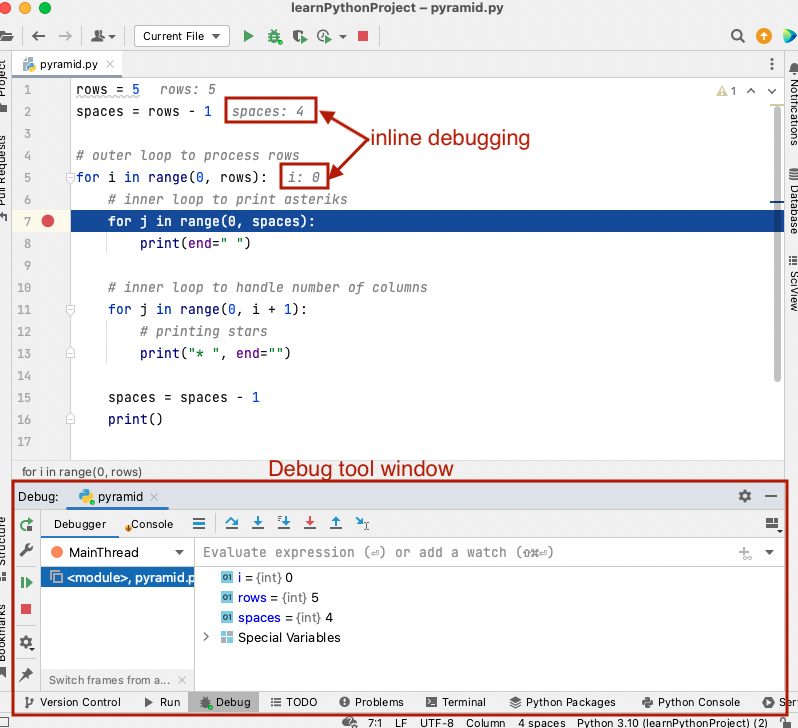 learnPythonProject – pyramid.py
Current File
Project
pyramid.py
Notifications
1 rows = 5 rows: 5
1
2 spaces = rows - 1 spaces: 4
3
inline debugging
Pull Requests
4 # outer loop to process rows
5 for i in range(0, rows): i: 0
6 # inner loop to print asteriks
Database
7 for j in range(0, spaces):
8 print(end=" ")
9
10 # inner loop to handle number of columns
SciView
11 for j in range(0, i + 1):
12 # printing stars
13 print("* ", end="")
14
15 spaces = spaces - 1
16 print()
17
for i in range(0, rows)
Debug tool window
Debug: pyramid
Structure
Debugger Console
MainThread
Evaluate expression (⏎) or add a watch (⇧⌘⏎)
<module>, pyramid.p
01 i = {int} 0
01 rows = {int} 5
01 spaces = {int} 4
Special Variables
Bookmarks
Switch frames from a...
Version Control Run Debug TODO Problems Terminal Python Packages Python Console Ser
7:1 LF UTF-8 Column 4 spaces Python 3.10 (learnPythonProject) (2)